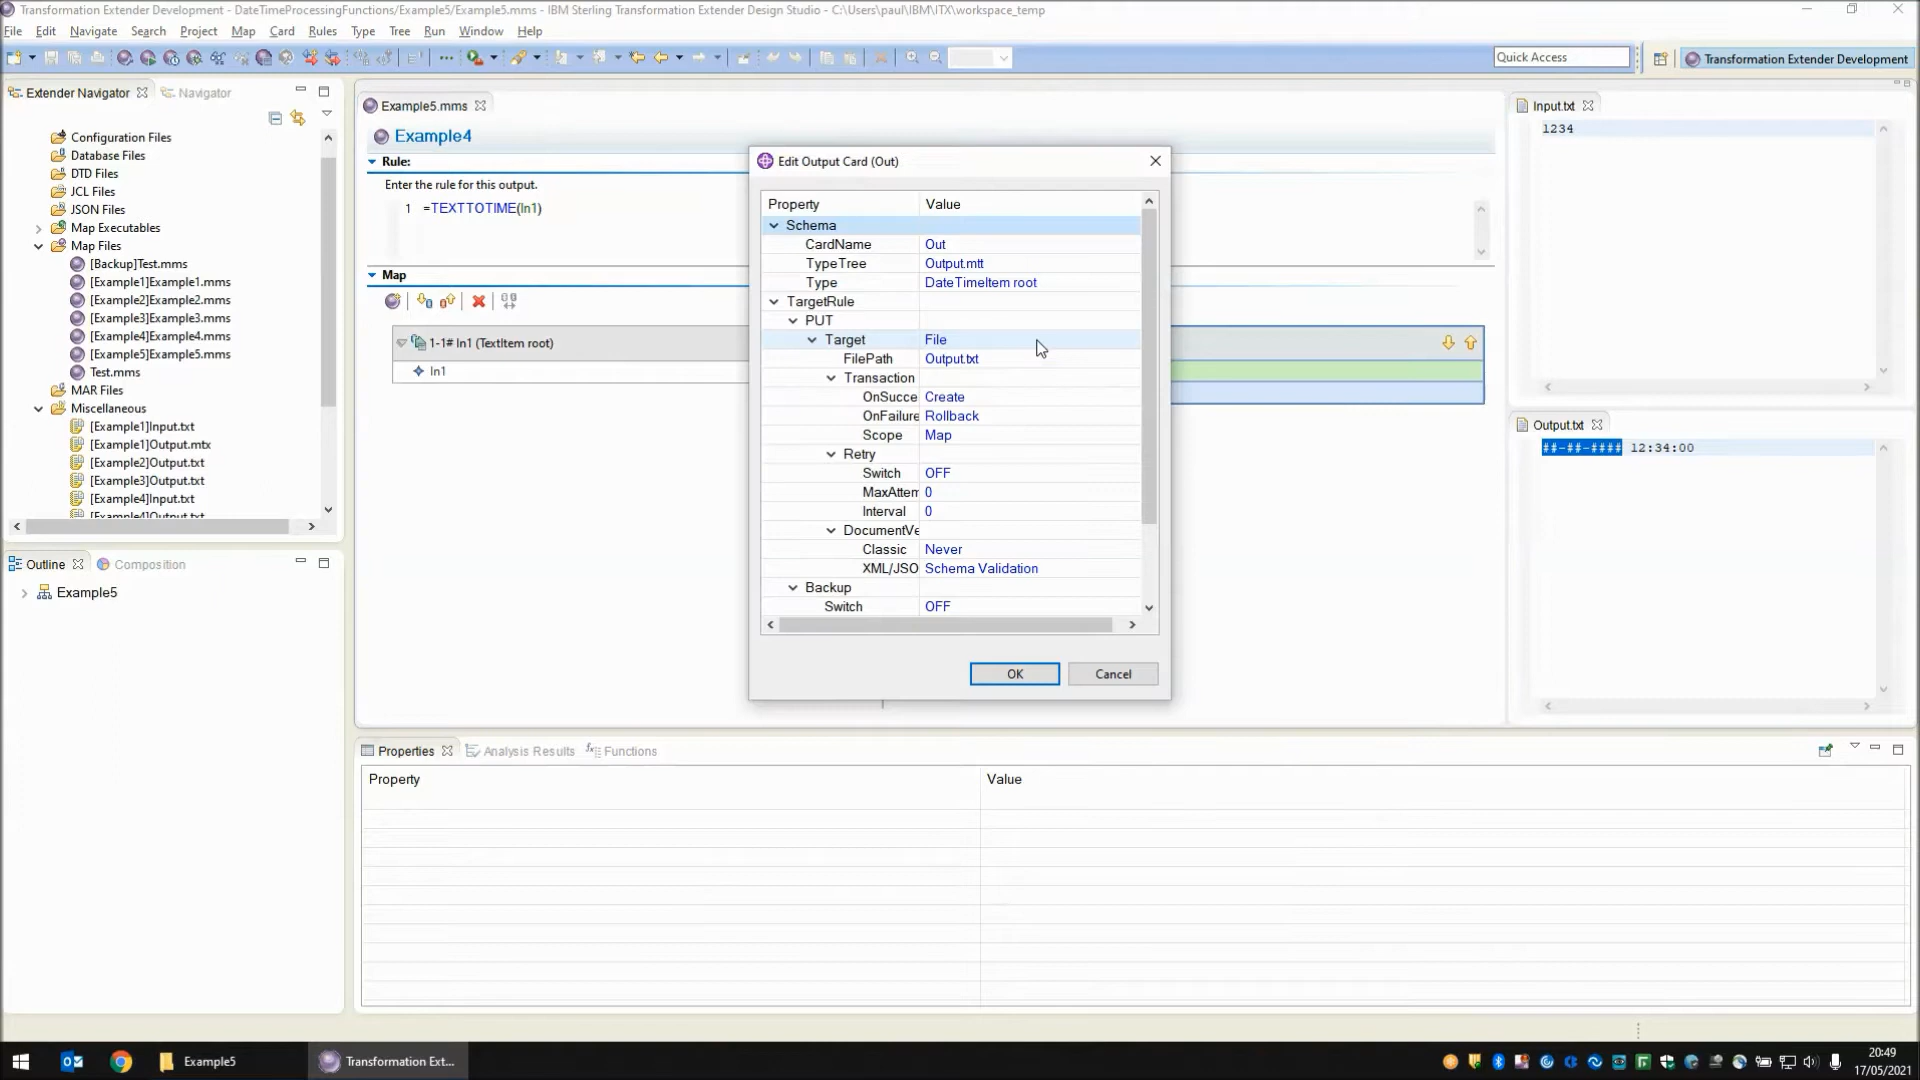 Transformation Extender Development - DateTimeProcessingFunctions/Example5/Example5.mms - IBM Sterling Transformation Extender Design Studio - C:\Users\paul\IBM\ITX\workspace_temp
File Edit Navigate Search Project Map Card Rules Type Tree Run Window Help
Quick Access
Transformation Extender Development
Extender Navigator
Navigator
Configuration Files
Database Files
DTD Files
JCL Files
JSON Files
Map Executables
Map Files
[Backup]Test.mms
[Example1]Example1.mms
[Example2]Example2.mms
[Example3]Example3.mms
[Example4]Example4.mms
[Example5]Example5.mms
Test.mms
MAR Files
Miscellaneous
[Example1]Input.txt
[Example1]Output.mtx
[Example2]Output.txt
[Example3]Output.txt
[Example4]Input.txt
[Example4]Output.txt
Outline
Composition
Example5
Example5.mms
Example4
Rule:
Enter the rule for this output.
1 =TEXTTOTIME(In1)
Map
1-1# In1 (TextItem root)
In1
Edit Output Card (Out)
Property Value
Schema
CardName Out
TypeTree Output.mtt
Type DateTimeItem root
TargetRule
PUT
Target File
FilePath Output.txt
Transaction
OnSucce Create
OnFailure Rollback
Scope Map
Retry
Switch OFF
MaxAttem 0
Interval 0
DocumentVe
Classic Never
XML/JSO Schema Validation
Backup
Switch OFF
OK Cancel
Input.txt
1234
Output.txt
##-##-#### 12:34:00
Properties
Analysis Results
Functions
Property Value
Example5
Transformation Ext...
20:49
17/05/2021